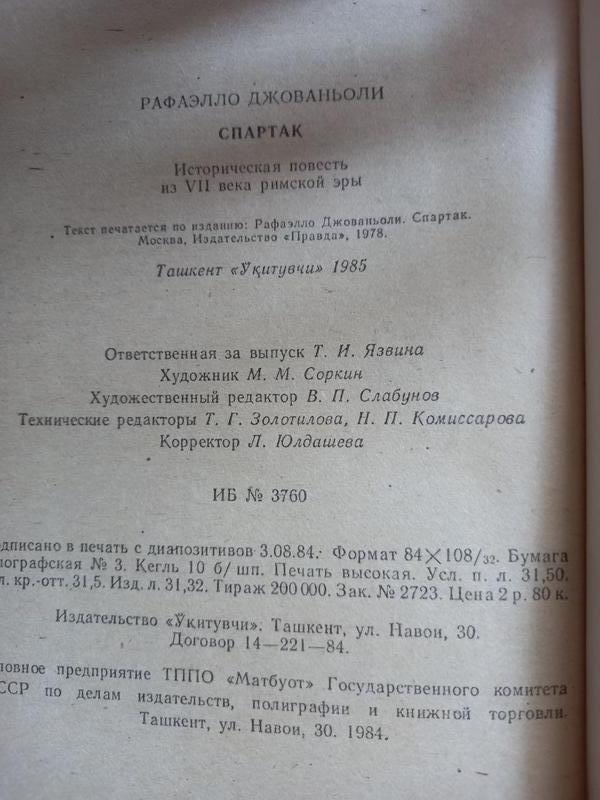 РАФАЭЛЛО ДЖОВАНЬОЛИ
СПАРТАК
Историческая повесть
из VII века римской эры
Текст печатается по изданию: Рафаэлло Джованьоли. Спартак.
Москва, Издательство «Правда», 1978.
Ташкент «Ўқитувчи» 1985
Ответственная за выпуск Т. И. Язвина
Художник М. М. Соркин
Художественный редактор В. П. Слабунов
Технические редакторы Т. Г. Золотилова, Н. П. Комиссарова
Корректор Л. Юлдашева
ИБ № 3760
одписано в печать с диапозитивов 3.08.84. Формат 84×108/32. Бумага
пографская № 3. Кегль 10 б/шп. Печать высокая. Усл. п. л. 31,50.
л. кр.-отт. 31,5. Изд. л. 31,32. Тираж 200 000. Зак. № 2723. Цена 2 р. 80 к.
Издательство «Ўқитувчи». Ташкент, ул. Навои, 30.
Договор 14—221—84.
ловное предприятие ТППО «Матбуот» Государственного комитета
ССР по делам издательств, полиграфии и книжной торговли.
Ташкент, ул. Навои, 30. 1984.